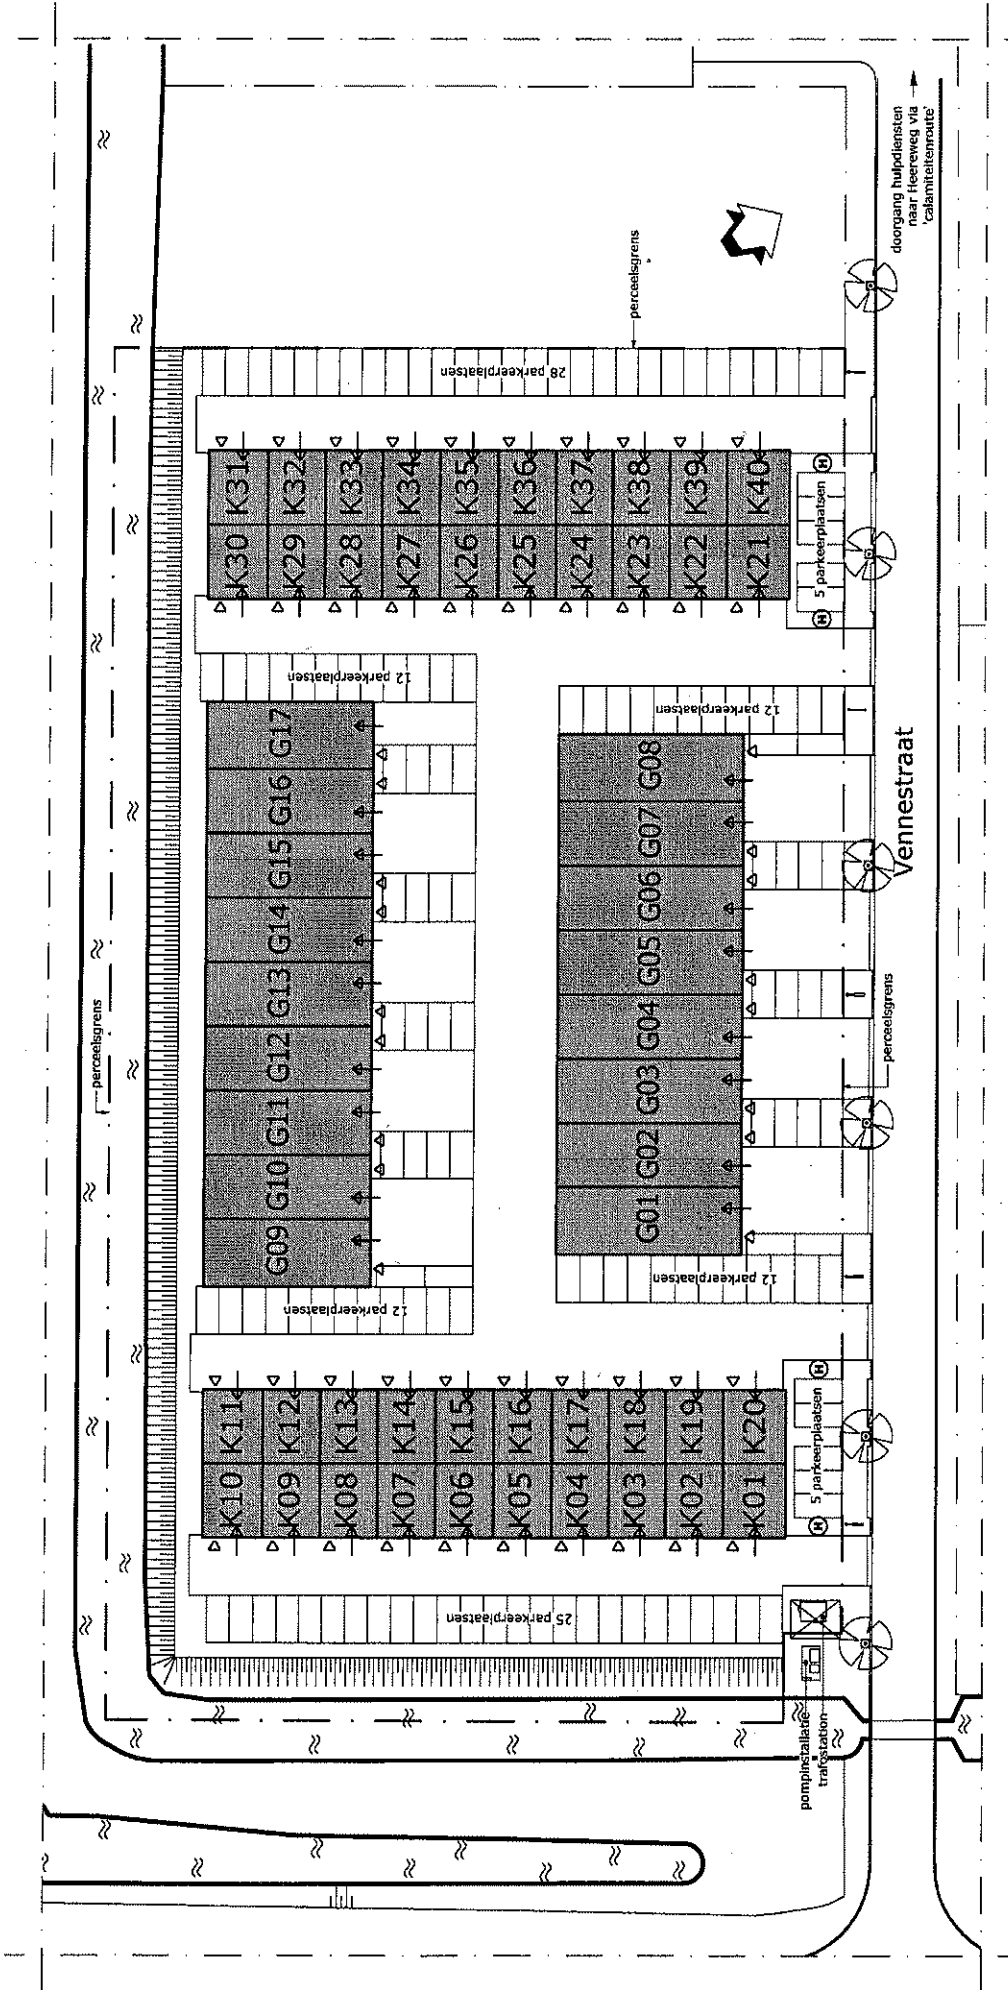 doorgang hulpdiensten
naar Heereweg via
'calamiteitenroute'
perceelsgrens
28 parkeerplaatsen
K31
K32
K33
K34
K35
K36
K37
K38
K39
K40
K30
K29
K28
K27
K26
K25
K24
K23
K22
K21
H
5 parkeerplaatsen
H
12 parkeerplaatsen
12 parkeerplaatsen
G17
G16
G15
G14
G13
G12
G11
G10
G09
G08
G07
G06
G05
G04
G03
G02
G01
Vennestraat
perceelsgrens
perceelsgrens
12 parkeerplaatsen
12 parkeerplaatsen
K11
K12
K13
K14
K15
K16
K17
K18
K19
K20
K10
K09
K08
K07
K06
K05
K04
K03
K02
K01
H
5 parkeerplaatsen
H
25 parkeerplaatsen
pompinstallatie
trafostation